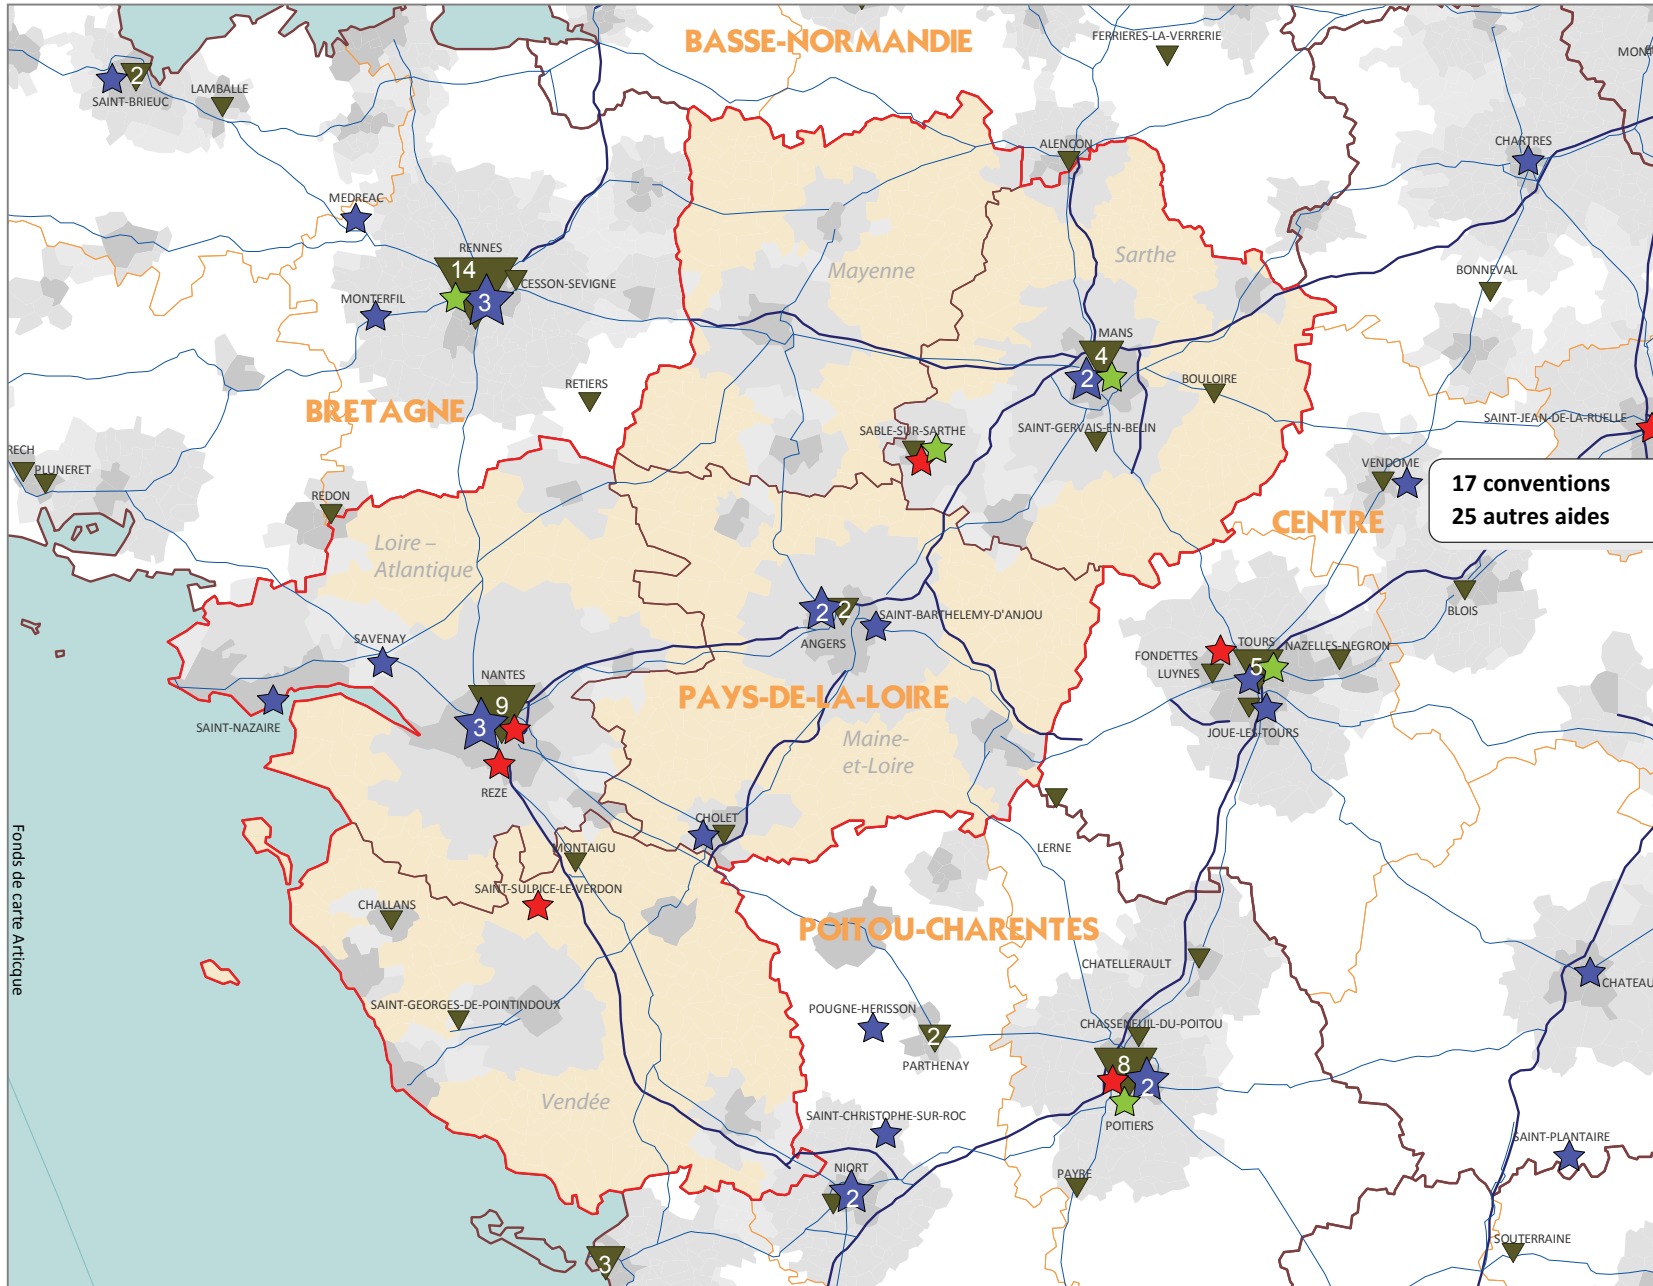 BASSE-NORMANDIE
FERRIERES-LA-VERRERIE
2
SAINT-BRIEUC
LAMBALLE
ALENCON
CHARTRES
MEDREAC
RENNES
14
3
CESSON-SEVIGNE
MONTERFIL
Mayenne
Sarthe
BONNEVAL
MANS
4
2
BOULOIRE
RETIERS
BRETAGNE
SABLE-SUR-SARTHE
SAINT-GERVAIS-EN-BELIN
SAINT-JEAN-DE-LA-RUELLE
RECH
PLUNERET
REDON
VENDOME
17 conventions
25 autres aides
CENTRE
Loire –
Atlantique
2
2
SAINT-BARTHELEMY-D'ANJOU
ANGERS
BLOIS
SAVENAY
TOURS
NAZELLES-NEGRON
FONDETTES
LUYNES
5
NANTES
9
3
PAYS-DE-LA-LOIRE
SAINT-NAZAIRE
JOUE-LES-TOURS
Maine-
et-Loire
REZE
CHOLET
MONTAIGU
LERNE
SAINT-SULPICE-LE-VERDON
CHALLANS
POITOU-CHARENTES
CHATELLERAULT
CHATEAU
SAINT-GEORGES-DE-POINTINDOUX
POUGNE-HERISSON
2
PARTHENAY
CHASSENEUIL-DU-POITOU
8
2
POITIERS
Vendée
SAINT-CHRISTOPHE-SUR-ROC
SAINT-PLANTAIRE
NIORT
2
PAYRE
SOUTERRAINE
3
Fonds de carte Articque